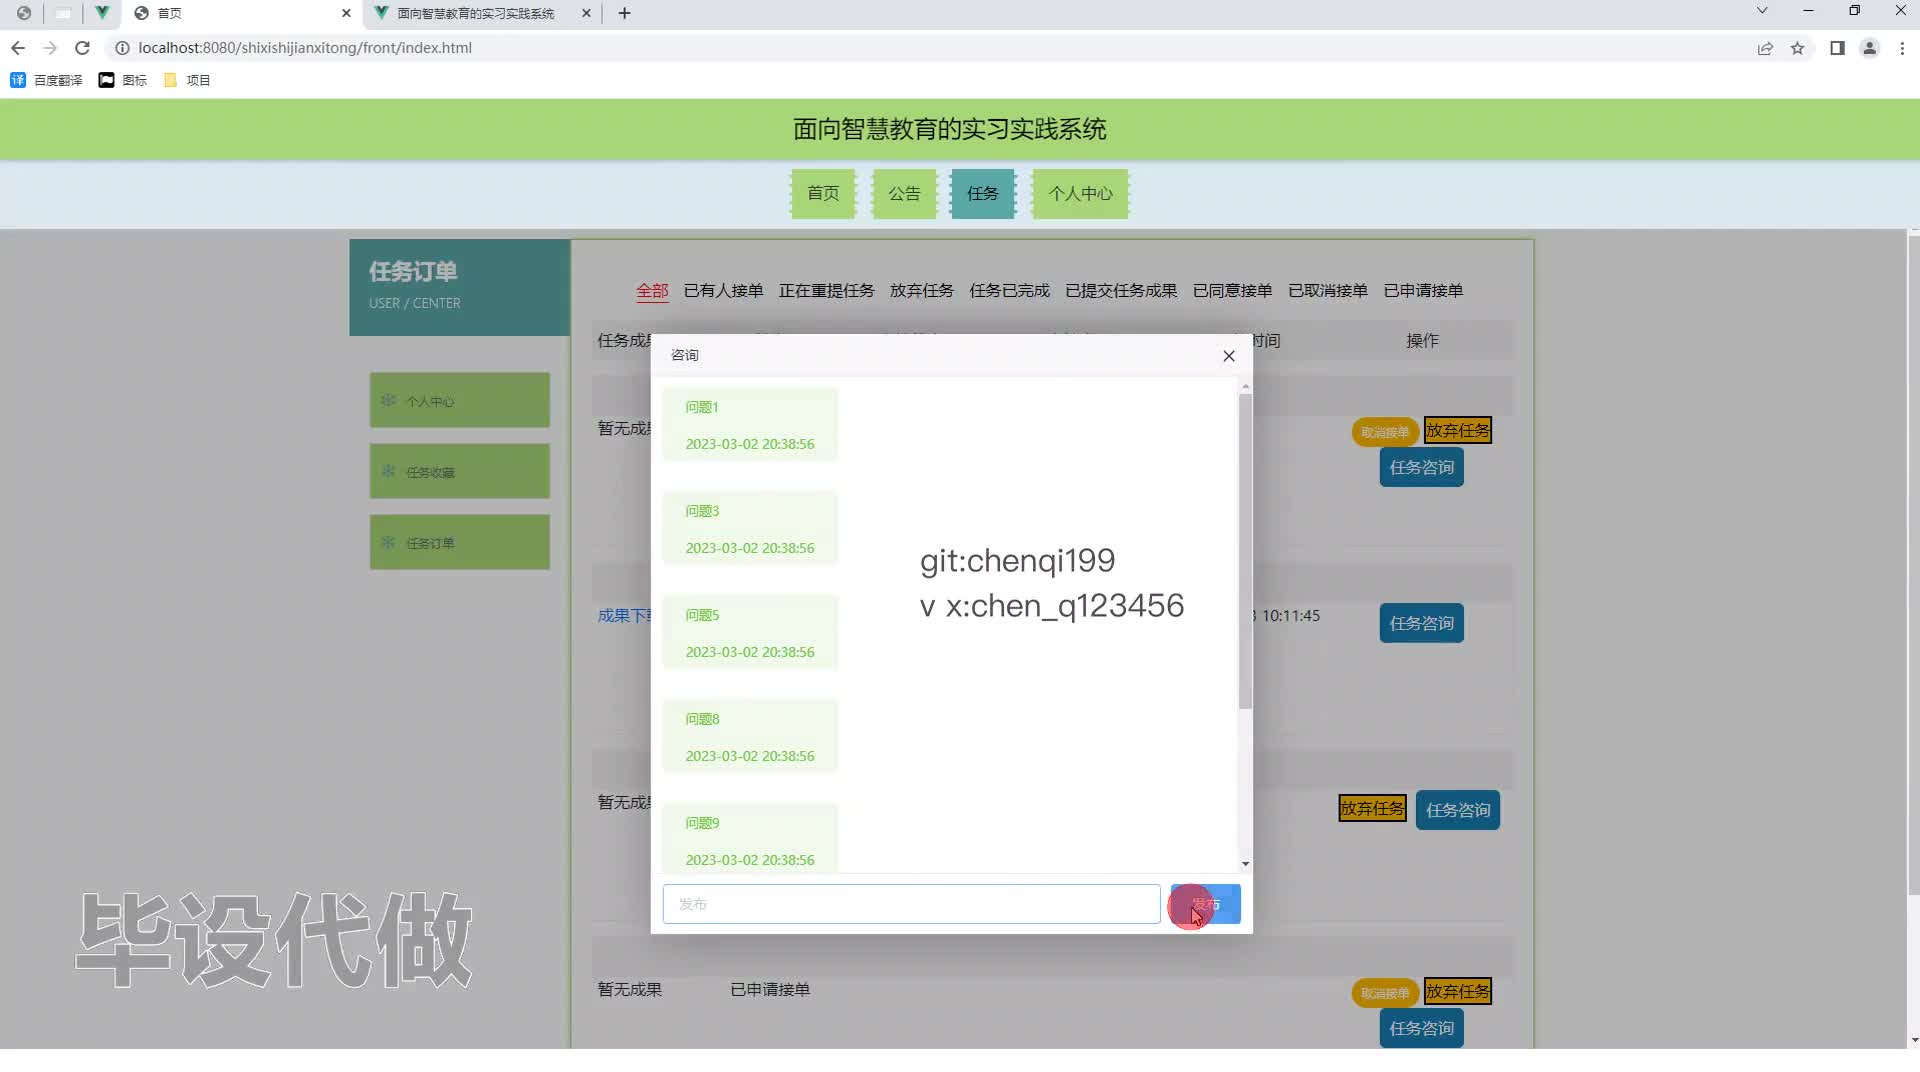 首页
面向智慧教育的实习实践系统
localhost:8080/shixishijianxitong/front/index.html
百度翻译
图标
项目
面向智慧教育的实习实践系统
首页
公告
任务
个人中心
任务订单
USER / CENTER
个人中心
任务收藏
任务订单
全部 已有人接单 正在重提任务 放弃任务 任务已完成 已提交任务成果 已同意接单 已取消接单 已申请接单
任务成果
时间
操作
咨询
问题1
2023-03-02 20:38:56
问题3
2023-03-02 20:38:56
问题5
2023-03-02 20:38:56
问题8
2023-03-02 20:38:56
问题9
2023-03-02 20:38:56
git:chenqi199
v x:chen_q123456
发布
发布
暂无成果
取消接单
放弃任务
任务咨询
成果下载
10:11:45
任务咨询
暂无成果
放弃任务
任务咨询
暂无成果
已申请接单
取消接单
放弃任务
任务咨询
毕设代做